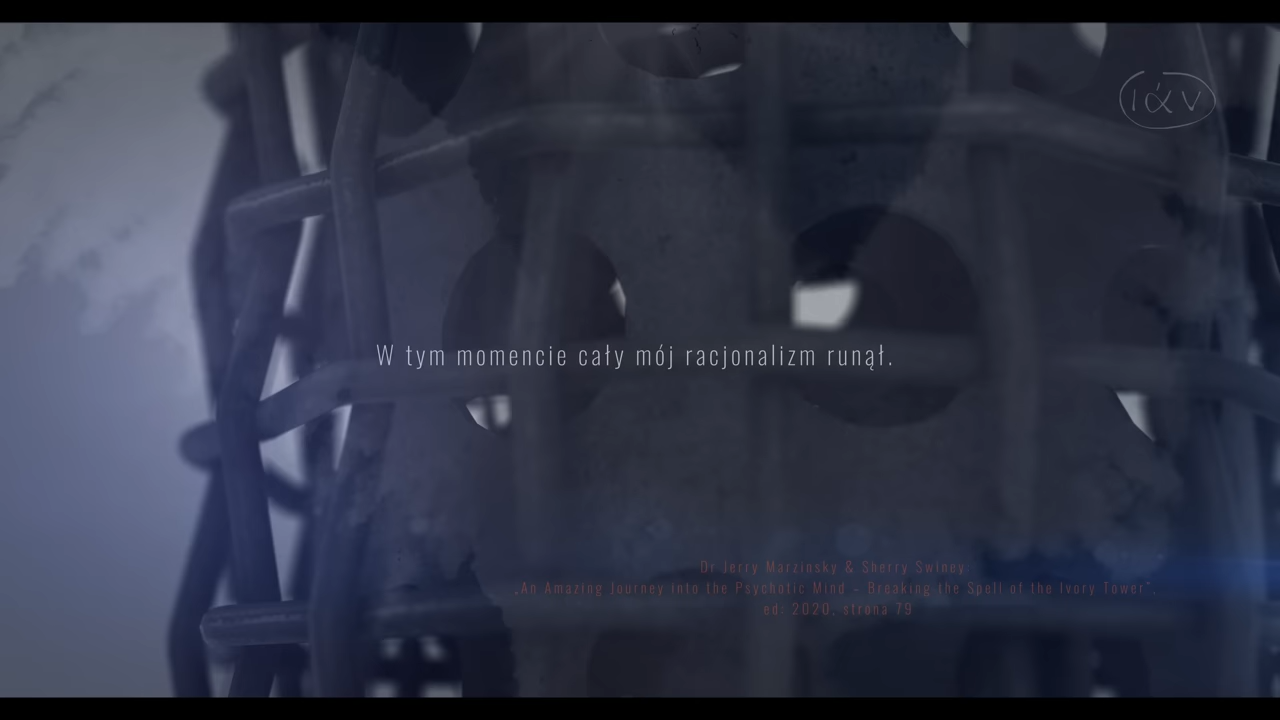 IάV
W tym momencie cały mój racjonalizm runął.
Dr Jerry Marzinsky & Sherry Swiney:
„An Amazing Journey into the Psychotic Mind – Breaking the Spell of the Ivory Tower”,
ed: 2020, strona 79